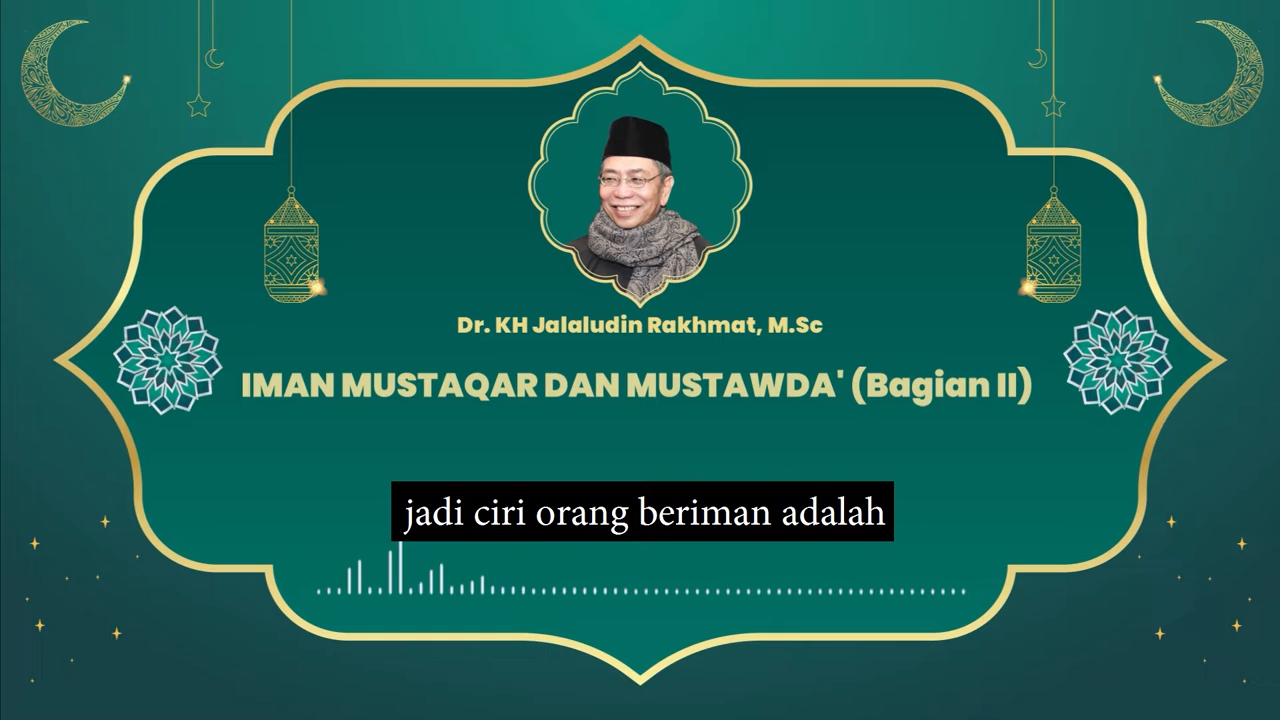 Dr. KH Jalaludin Rakhmat, M.Sc
IMAN MUSTAQAR DAN MUSTAWDA' (Bagian II)
jadi ciri orang beriman adalah